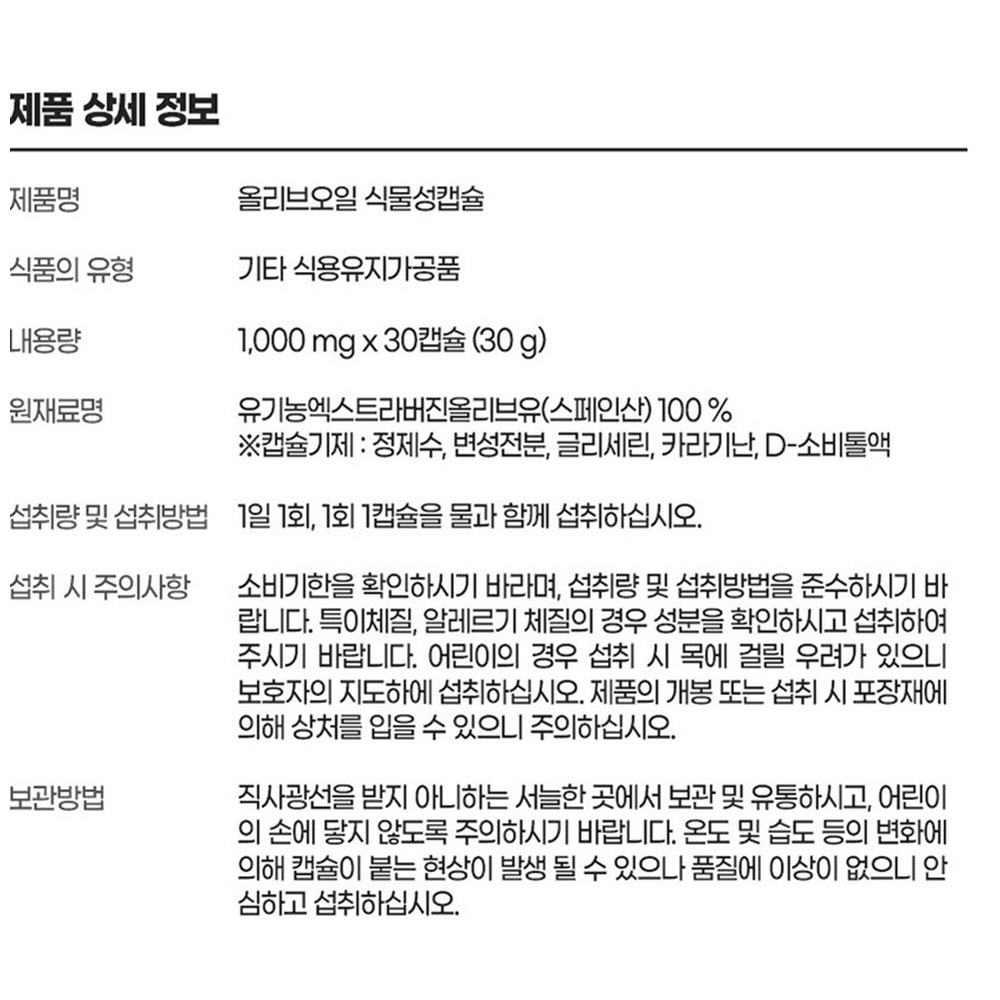 제품 상세 정보
제품명 올리브오일 식물성캡슐
식품의 유형 기타 식용유지가공품
내용량 1,000 mg x 30캡슐 (30 g)
원재료명 유기농엑스트라버진올리브유(스페인산) 100 %
※캡슐기제 : 정제수, 변성전분, 글리세린, 카라기난, D-소비톨액
섭취량 및 섭취방법 1일 1회, 1회 1캡슐을 물과 함께 섭취하십시오.
섭취 시 주의사항 소비기한을 확인하시기 바라며, 섭취량 및 섭취방법을 준수하시기 바
랍니다. 특이체질, 알레르기 체질의 경우 성분을 확인하시고 섭취하여
주시기 바랍니다. 어린이의 경우 섭취 시 목에 걸릴 우려가 있으니
보호자의 지도하에 섭취하십시오. 제품의 개봉 또는 섭취 시 포장재에
의해 상처를 입을 수 있으니 주의하십시오.
보관방법 직사광선을 받지 아니하는 서늘한 곳에서 보관 및 유통하시고, 어린이
의 손에 닿지 않도록 주의하시기 바랍니다. 온도 및 습도 등의 변화에
의해 캡슐이 붙는 현상이 발생 될 수 있으나 품질에 이상이 없으니 안
심하고 섭취하십시오.